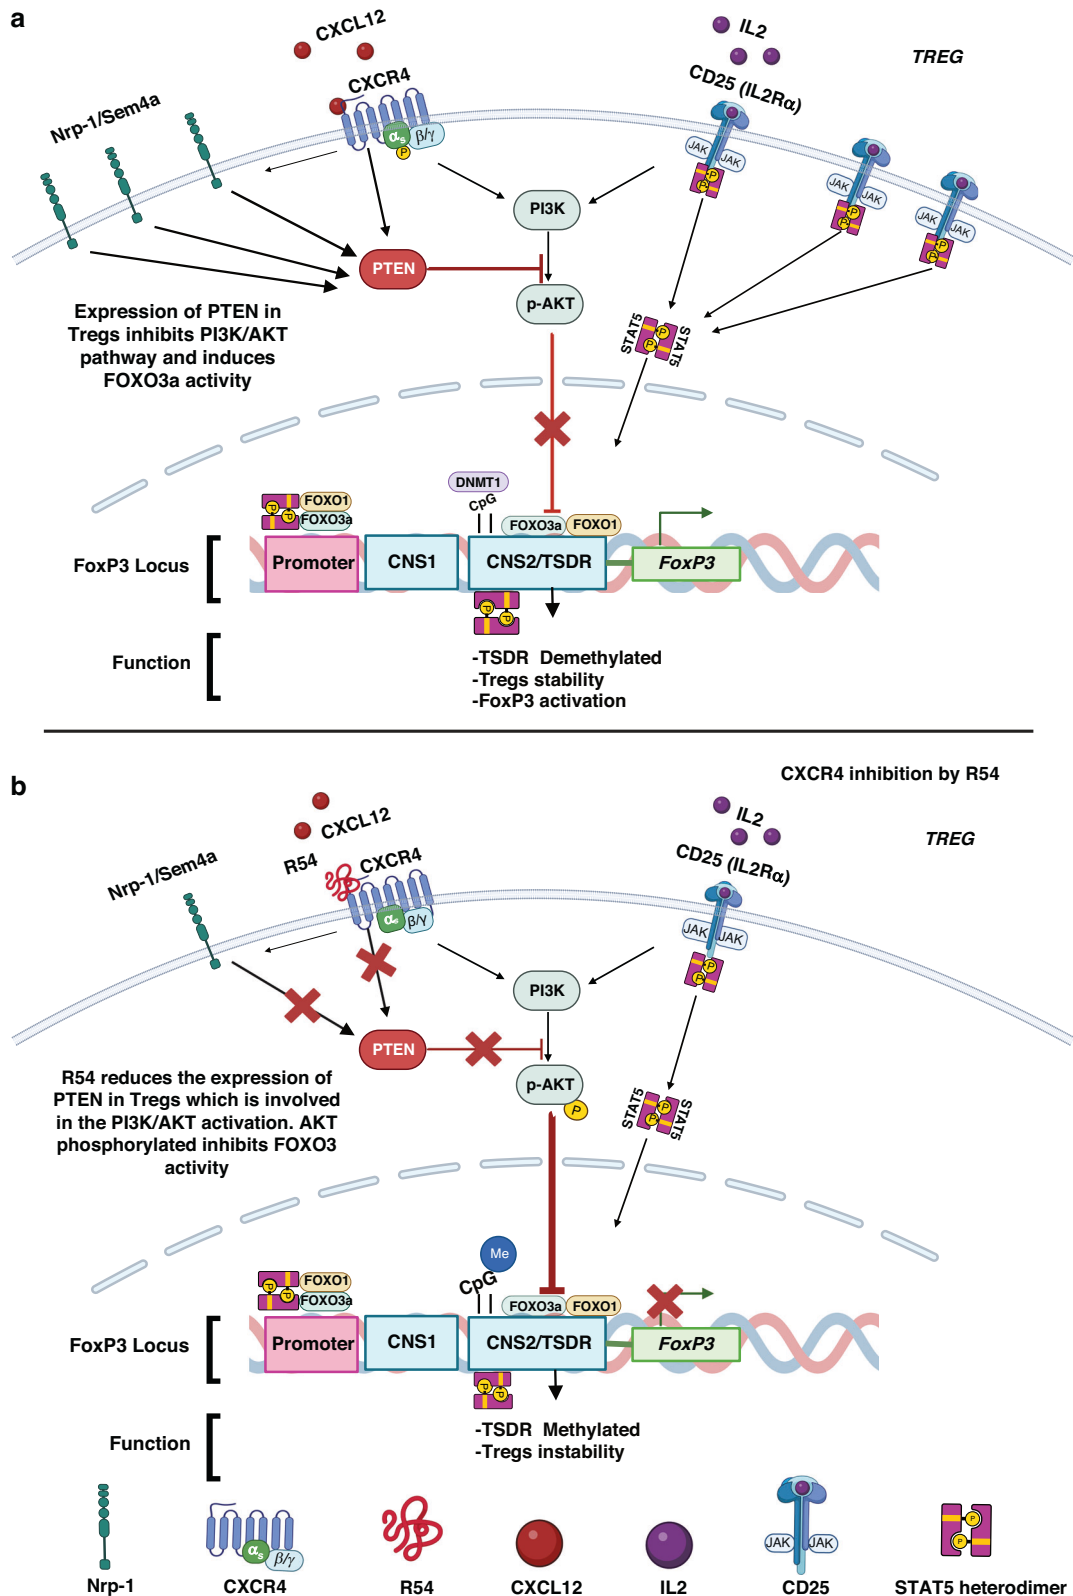 a
CXCL12
IL2
TREG
CXCR4
CD25 (IL2Rα)
Nrp-1/Sem4a
αs
β/γ
P
JAK
JAK
P
P
JAK
JAK
P
P
JAK
JAK
P
P
PI3K
PTEN
p-AKT
Expression of PTEN in
Tregs inhibits PI3K/AKT
pathway and induces
FOXO3a activity
STAT5
P
P
STAT5
DNMT1
CpG
P
P
FOXO1
FOXO3a
FOXO3a
FOXO1
FoxP3 Locus
Promoter
CNS1
CNS2/TSDR
FoxP3
P
P
Function
-TSDR Demethylated
-Tregs stability
-FoxP3 activation
b
CXCR4 inhibition by R54
CXCL12
IL2
TREG
R54
CXCR4
CD25 (IL2Rα)
Nrp-1/Sem4a
αs
β/γ
JAK
JAK
P
P
PI3K
PTEN
p-AKT
P
R54 reduces the expression of
PTEN in Tregs which is involved
in the PI3K/AKT activation. AKT
phosphorylated inhibits FOXO3
activity
STAT5
P
P
STAT5
Me
CpG
P
P
FOXO1
FOXO3a
FOXO3a
FOXO1
FoxP3 Locus
Promoter
CNS1
CNS2/TSDR
FoxP3
P
P
Function
-TSDR Methylated
-Tregs instability
αs
β/γ
JAK
JAK
P
P
Nrp-1
CXCR4
R54
CXCL12
IL2
CD25
STAT5 heterodimer